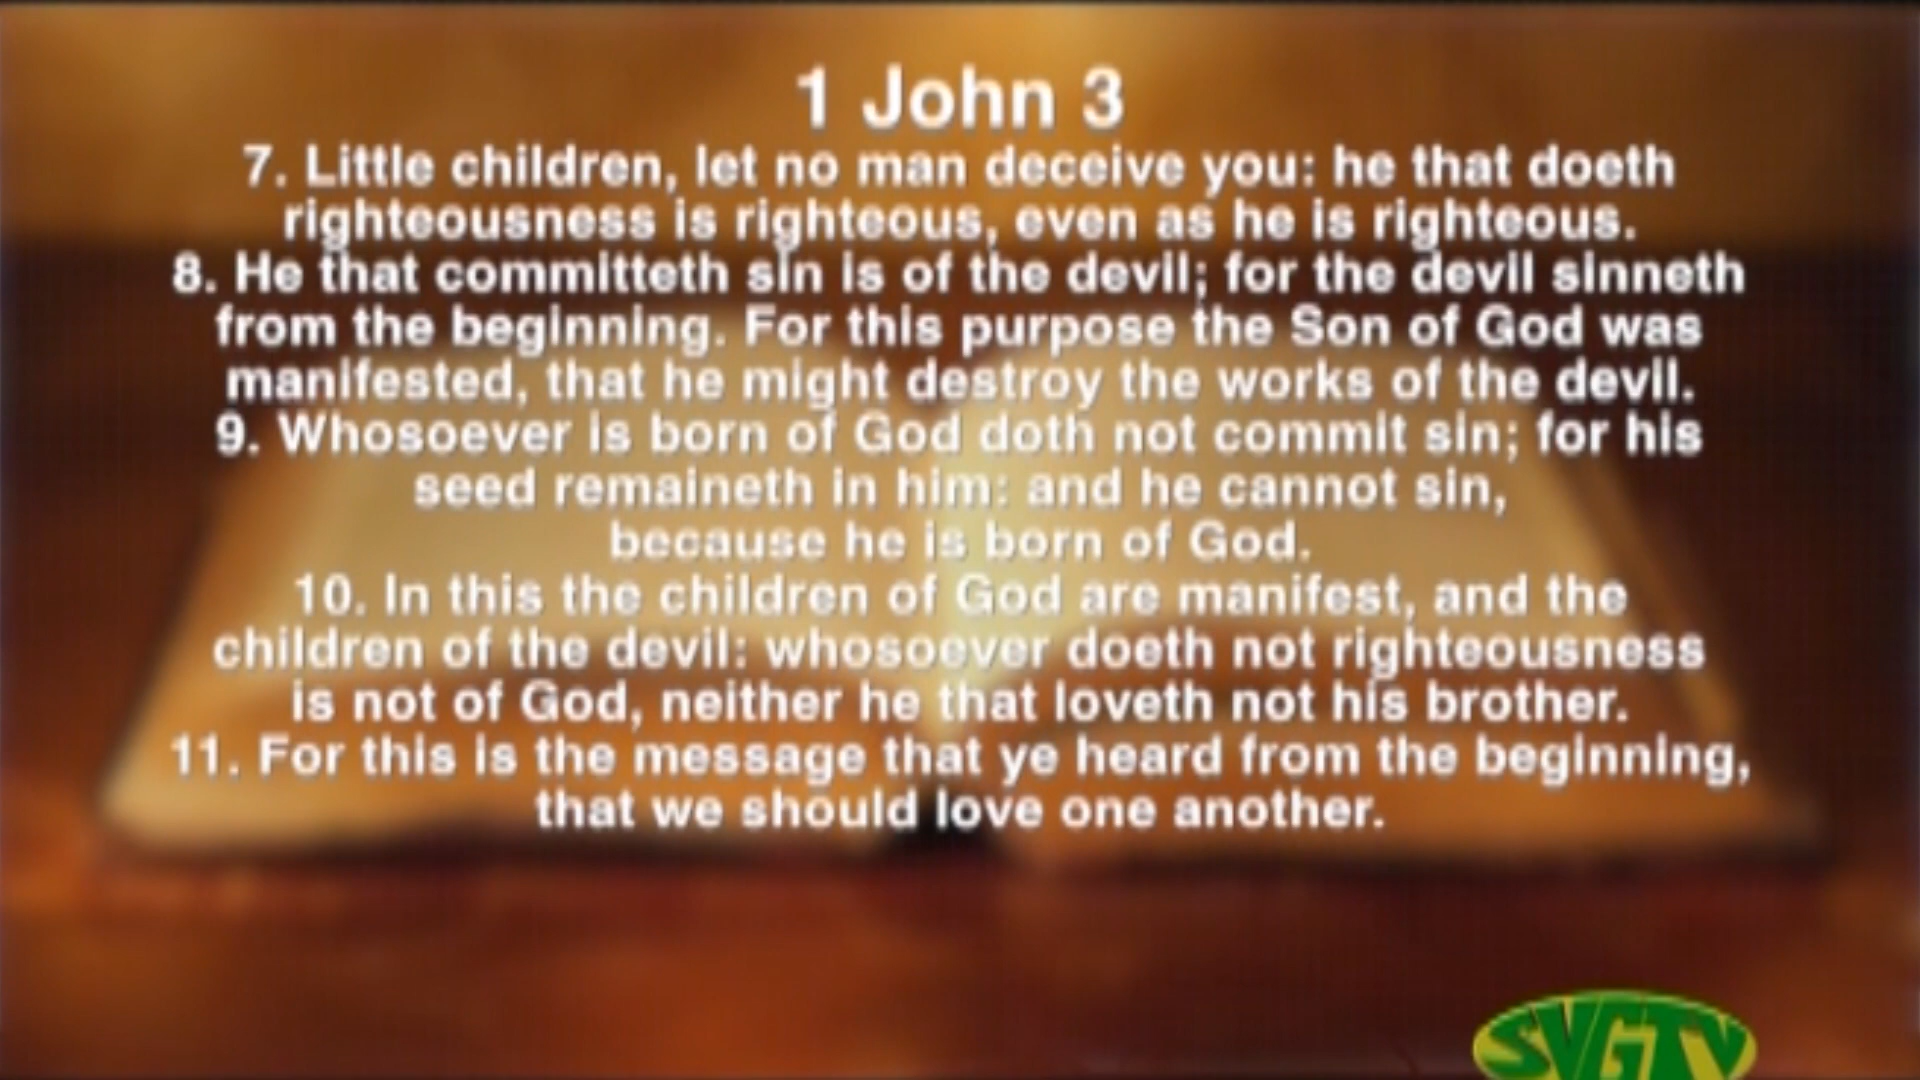 1 John 3
7. Little children, let no man deceive you: he that doeth
righteousness is righteous, even as he is righteous.
8. He that committeth sin is of the devil; for the devil sinneth
from the beginning. For this purpose the Son of God was
manifested, that he might destroy the works of the devil.
9. Whosoever is born of God doth not commit sin; for his
seed remaineth in him: and he cannot sin,
because he is born of God.
10. In this the children of God are manifest, and the
children of the devil: whosoever doeth not righteousness
is not of God, neither he that loveth not his brother.
11. For this is the message that ye heard from the beginning,
that we should love one another.
SVGTV